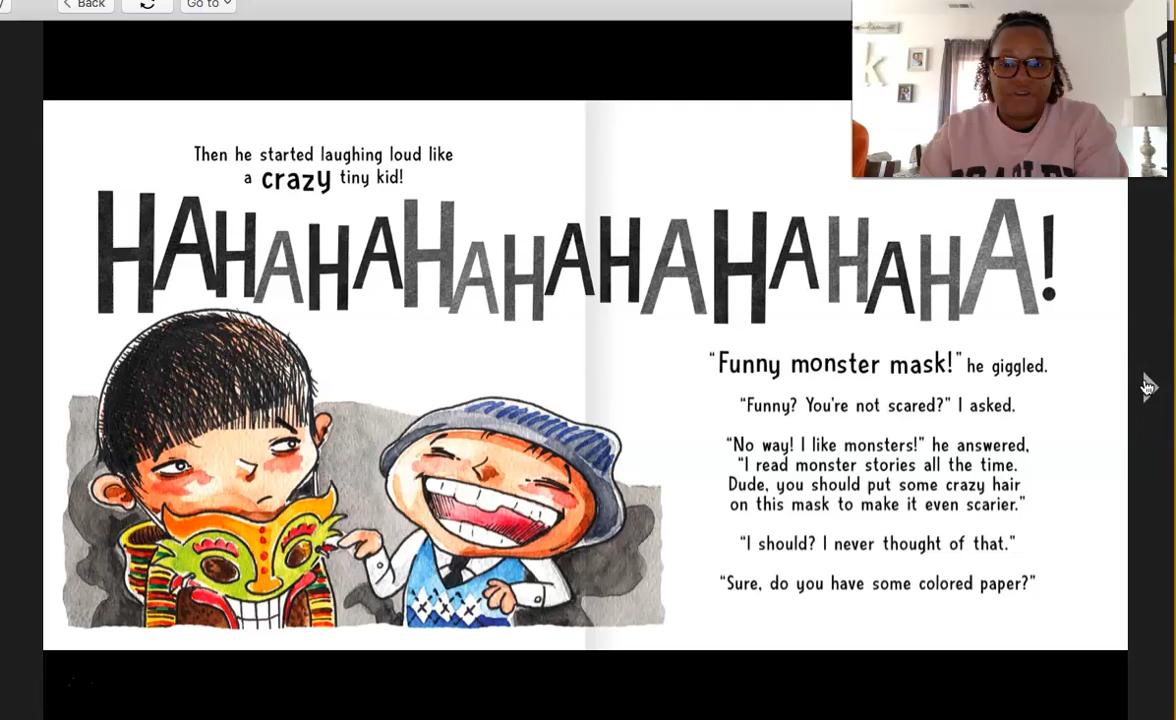 Back
Go to
Then he started laughing loud like
a crazy tiny kid!
HAHAHAHAHAHAHAHAHA!
"Funny monster mask!" he giggled.
"Funny? You're not scared?" I asked.
"No way! I like monsters!" he answered,
"I read monster stories all the time.
Dude, you should put some crazy hair
on this mask to make it even scarier."
"I should? I never thought of that."
"Sure, do you have some colored paper?"
k